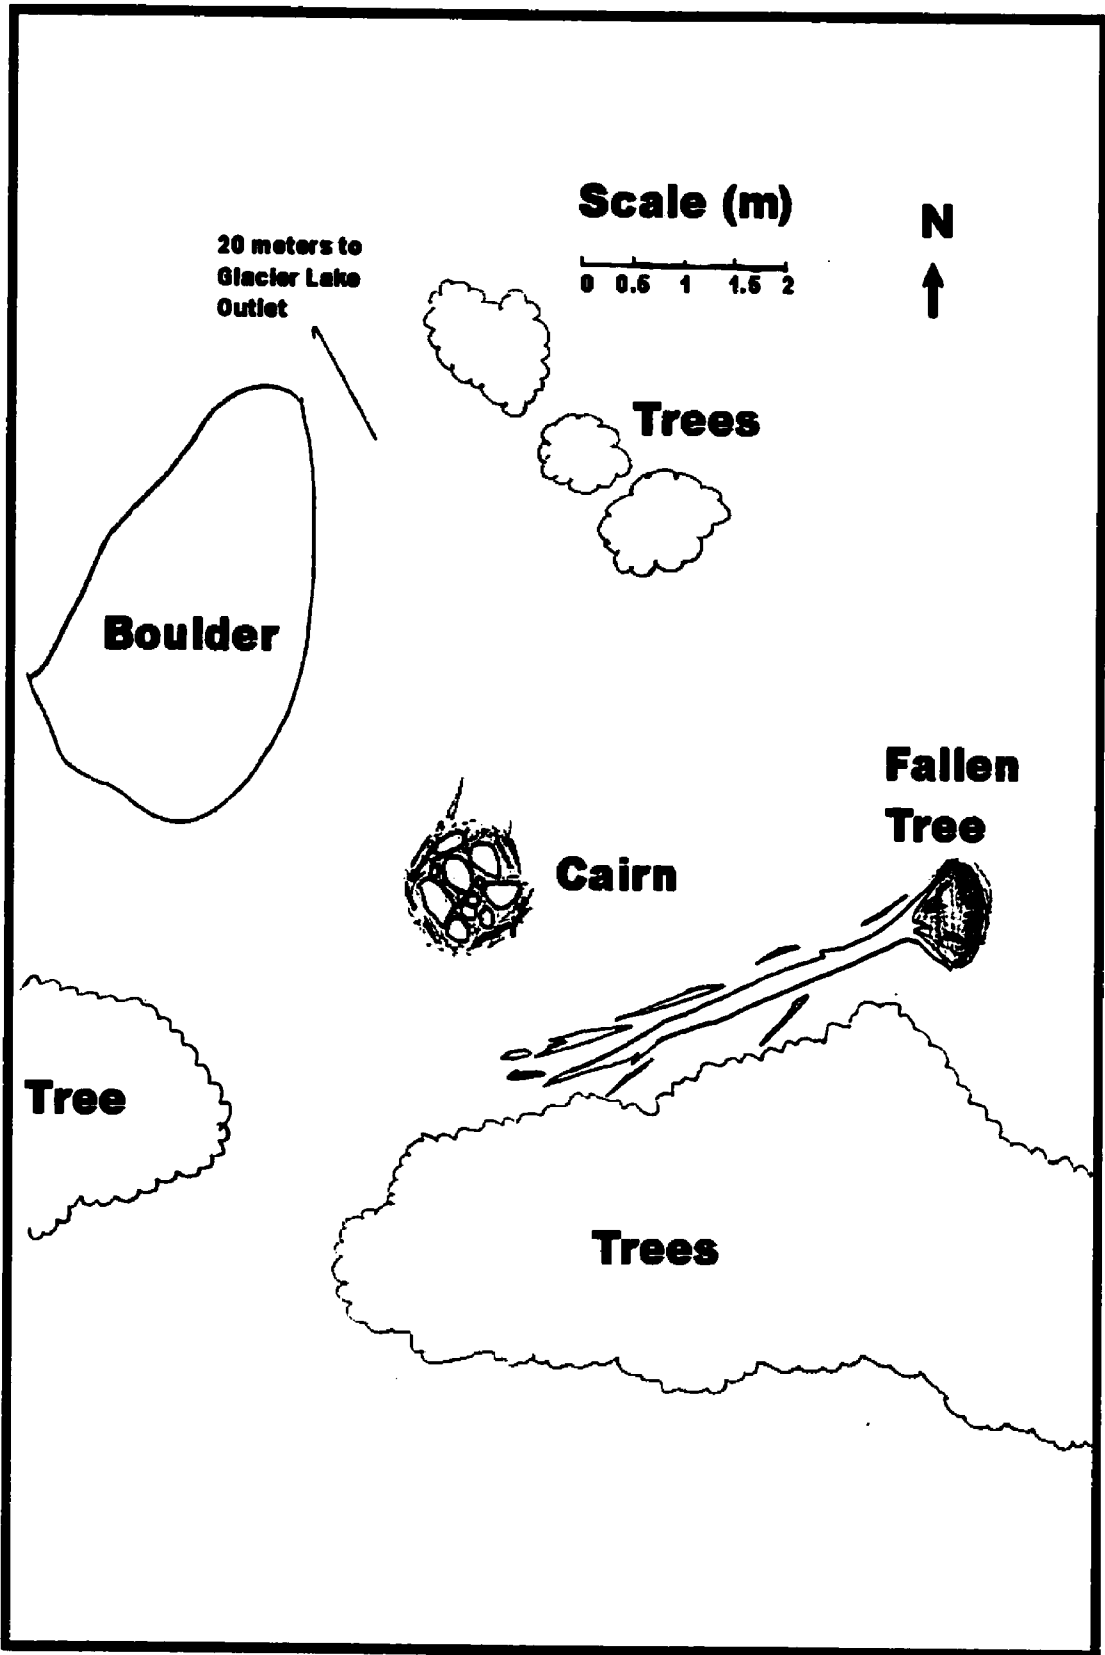 Scale (m)
N
0 0.5 1 1.5 2
20 meters to
Glacier Lake
Outlet
Trees
Boulder
Fallen
Tree
Cairn
Tree
Trees